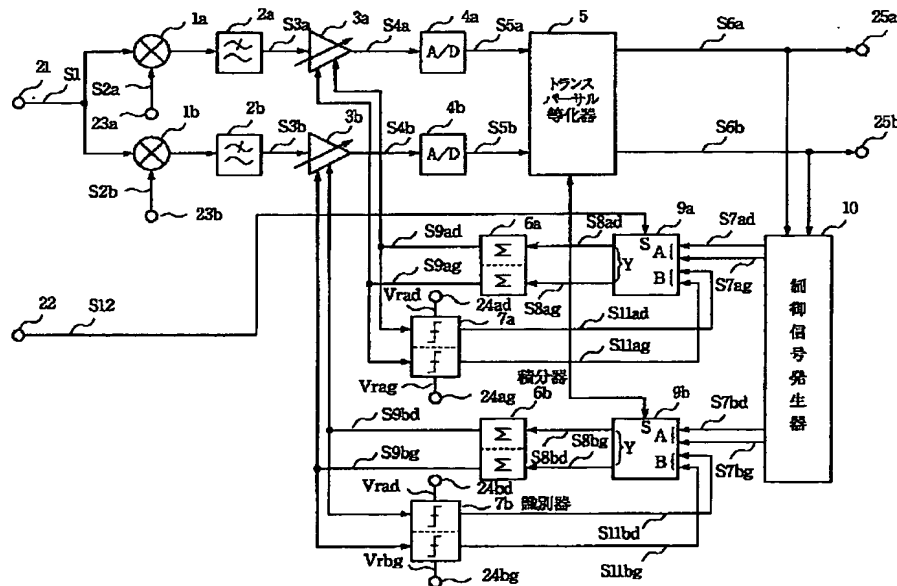 1a
2a
S3a
3a
S4a
4a
S5a
5
S6a
25a
A/D
21
S1
S2a
23a
トランス
バーサル
等化器
1b
2b
S3b
3b
S4b
4b
S5b
S6b
25b
A/D
S2b
23b
S9ad
6a
S8ad
9a
S7ad
10
Σ
Σ
Y
S
A{
B{
S9ag
S8ag
S7ag
22
S12
Vrad
24ad
7a
S11ad
S11ag
Vrag
24ag
制御信号発生器
積分器
6b
9b
S9bd
S8bg
S7bd
Σ
Σ
Y
S
A{
B{
S9bg
S8bd
S7bg
Vrad
24bd
7b 識別器
S11bd
Vrbg
24bg
S11bg